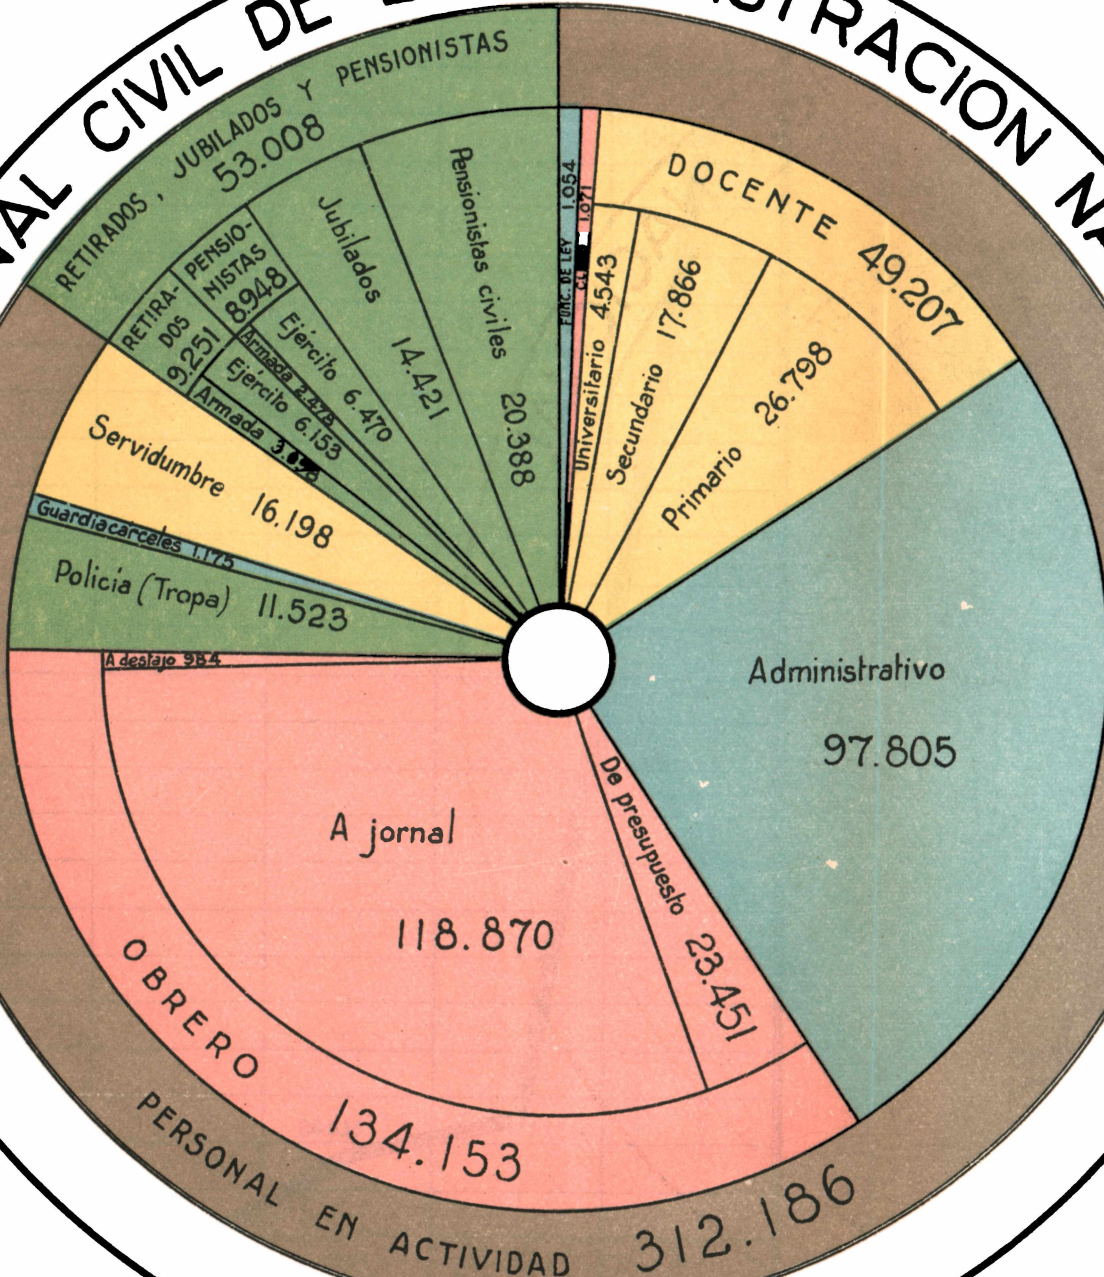 CIVIL DE
RETIRADOS, JUBILADOS Y PENSIONISTAS
53.008
Pensionistas civiles 20.388
Jubilados 14.421
PENSIO-
NISTAS
8.948
Ejército 6.470
Armada 2.478
RETIRA-
DOS
9.251
Ejército 6.153
Armada
FUNC. DE LEY 1.054
1.071
DOCENTE 49.207
Universitario 4.543
Secundario 17.866
Primario 26.798
Servidumbre 16.198
Guardiacárceles 1.175
Policía (Tropa) 11.523
Administrativo
97.805
A destajo 984
A jornal
118.870
De presupuesto 23.451
OBRERO 134.153
PERSONAL EN ACTIVIDAD 312.186